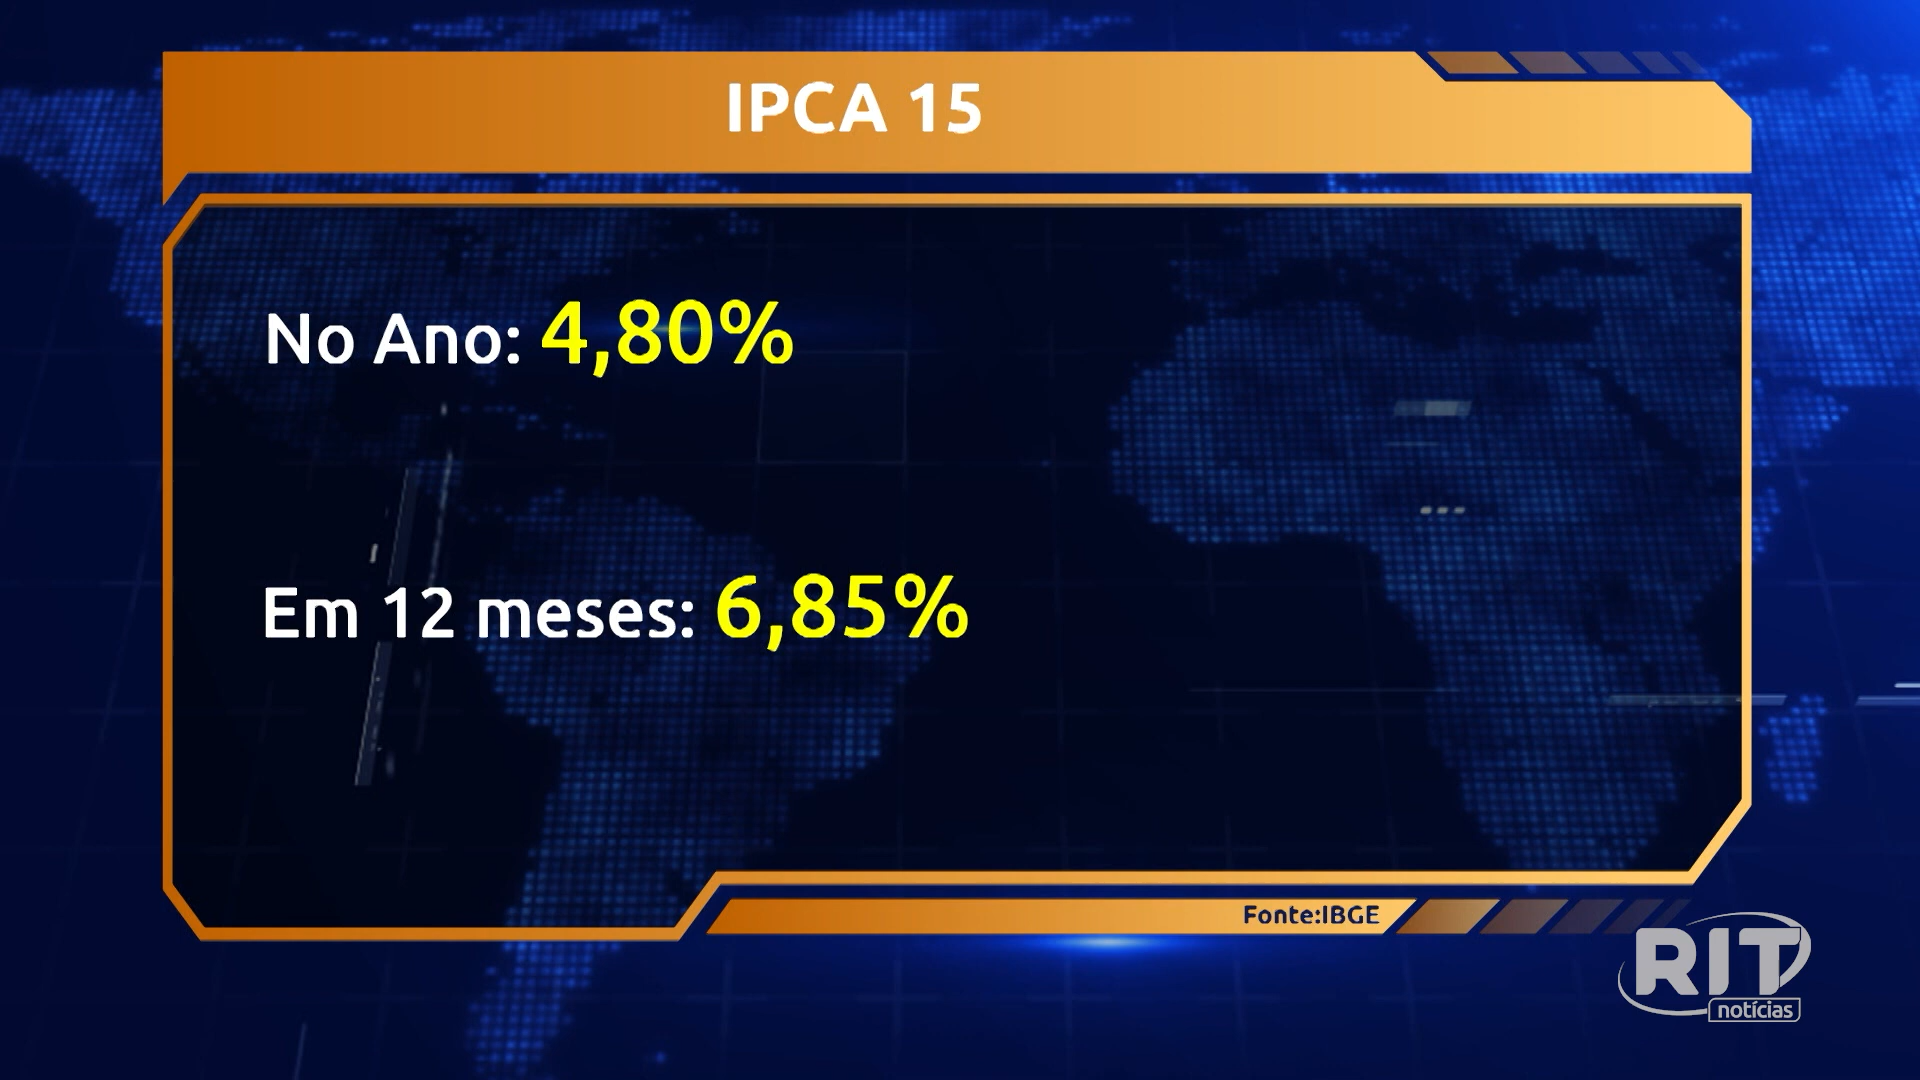 IPCA 15
No Ano: 4,80%
Em 12 meses: 6,85%
Fonte:IBGE
RIT
notícias